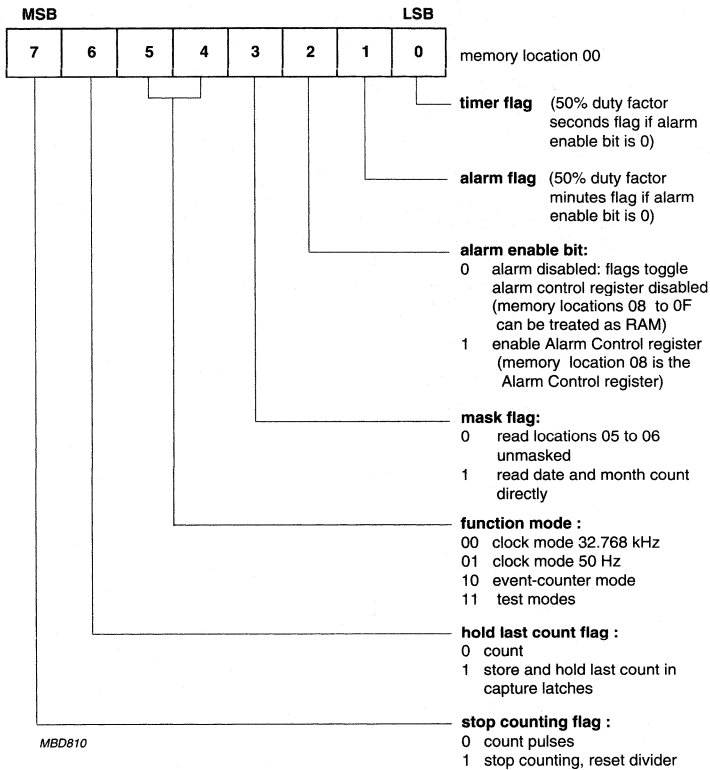 MSB LSB
7 6 5 4 3 2 1 0 memory location 00
timer flag (50% duty factor
seconds flag if alarm
enable bit is 0)
alarm flag (50% duty factor
minutes flag if alarm
enable bit is 0)
alarm enable bit:
0 alarm disabled: flags toggle
alarm control register disabled
(memory locations 08 to 0F
can be treated as RAM)
1 enable Alarm Control register
(memory location 08 is the
Alarm Control register)
mask flag:
0 read locations 05 to 06
unmasked
1 read date and month count
directly
function mode :
00 clock mode 32.768 kHz
01 clock mode 50 Hz
10 event-counter mode
11 test modes
hold last count flag :
0 count
1 store and hold last count in
capture latches
stop counting flag :
0 count pulses
1 stop counting, reset divider
MBD810